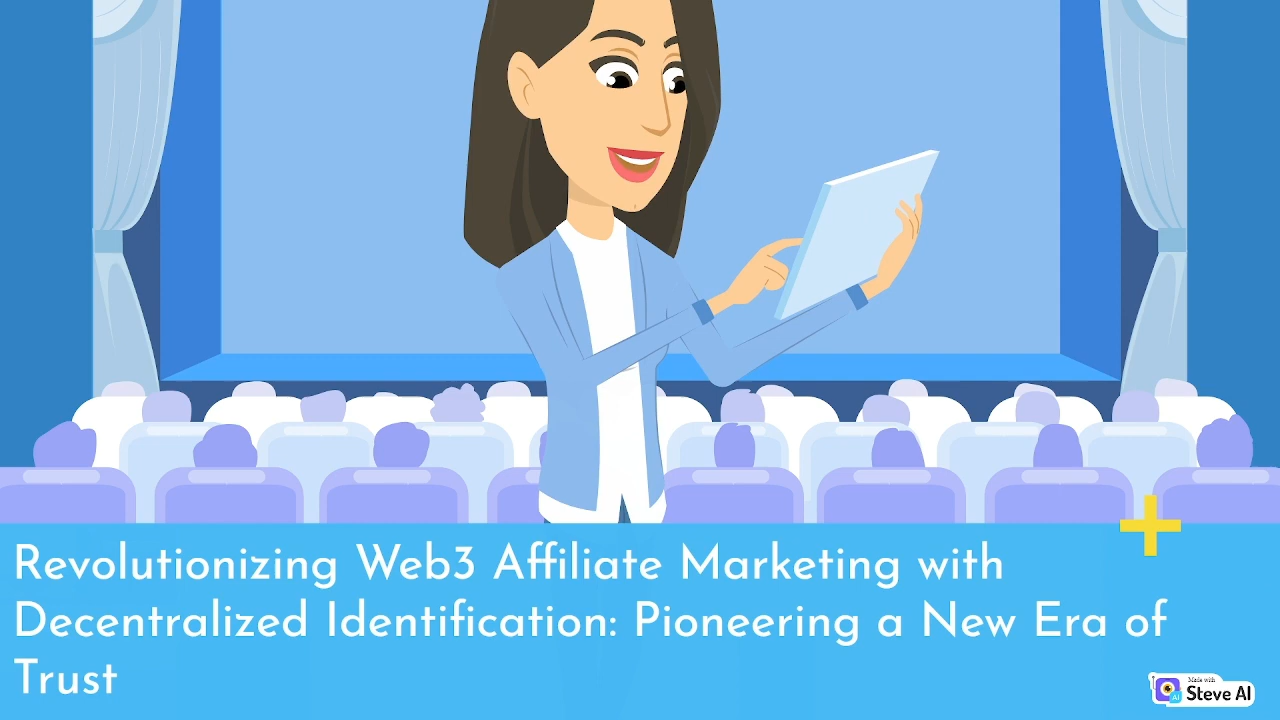 Revolutionizing Web3 Affiliate Marketing with
Decentralized Identification: Pioneering a New Era of
Trust
Made with
Steve AI